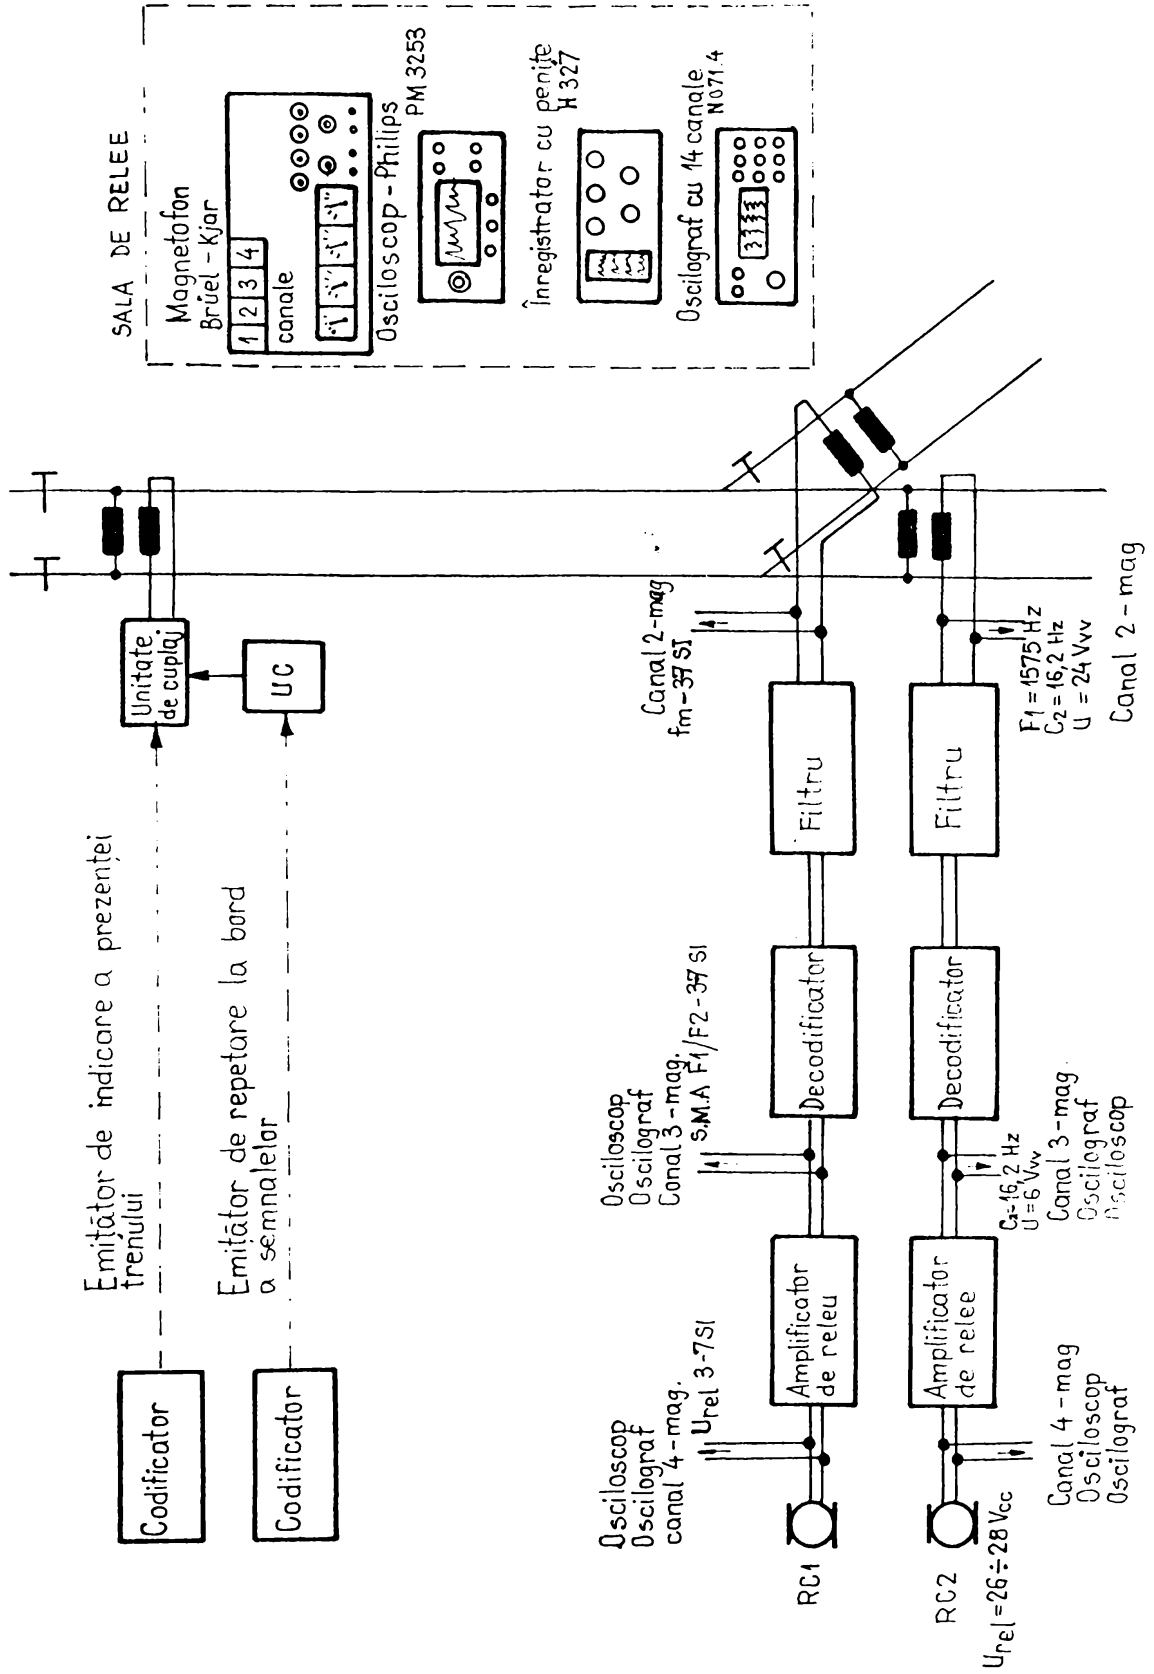 SALA DE RELEE
Magnetofon
Brüel-Kjar
1 2 3 4
canale
Osciloscop-Philips
PM 3253
Înregistrator cu penițe
H 327
Oscilograf cu 14 canale
N071.4
Codificator
Emițător de indicare a prezenței
trenului
Unitate
de cuplaj
Codificator
Emițător de repetare la bord
a semnalelor
UC
Osciloscop
Oscilograf
canal 4-mag.
Urel 3-7SI
Osciloscop
Oscilograf
Canal 3-mag.
S.M.A F1/F2-37 SI
Canal 2-mag
fm-37 SI
RC1
Amplificator
de releu
Decodificator
Filtru
RC2
Amplificator
de relee
Decodificator
Filtru
Urel=26÷28 Vcc
Canal 4-mag
Osciloscop
Oscilograf
C2=16,2 Hz
U=6 Vvv
Canal 3-mag
Oscilograf
Osciloscop
F1=1575 Hz
C2=16,2 Hz
U=24 Vvv
Canal 2-mag